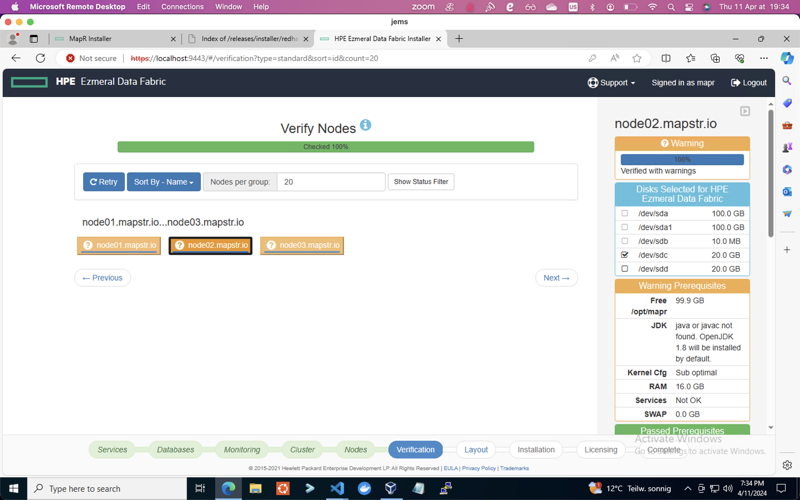 Microsoft Remote Desktop Edit Connections Window Help zoom US Thu 11 Apr at 19:34
jems
MapR Installer Index of /releases/installer/redha HPE Ezmeral Data Fabric Installer
Not secure https://localhost:9443/#/verification?type=standard&sort=id&count=20
HPE Ezmeral Data Fabric Support Signed in as mapr Logout
Verify Nodes
Checked 100%
Retry Sort By - Name Nodes per group: 20 Show Status Filter
node01.mapstr.io...node03.mapstr.io
node01.mapstr.io node02.mapstr.io node03.mapstr.io
← Previous Next →
node02.mapstr.io
Warning
100%
Verified with warnings
Disks Selected for HPE
Ezmeral Data Fabric
/dev/sda 100.0 GB
/dev/sda1 100.0 GB
/dev/sdb 10.0 MB
/dev/sdc 20.0 GB
/dev/sdd 20.0 GB
Warning Prerequisites
Free 99.9 GB
/opt/mapr
JDK java or javac not
found. OpenJDK
1.8 will be installed
by default.
Kernel Cfg Sub optimal
RAM 16.0 GB
Services Not OK
SWAP 0.0 GB
Passed Prerequisites
Activate Windows
Go to Settings to activate Windows.
Services Databases Monitoring Cluster Nodes Verification Layout Installation Licensing Complete
© 2015-2021 Hewlett Packard Enterprise Development LP. All Rights Reserved | EULA | Privacy Policy | Trademarks
Type here to search 12°C Teilw. sonnig 7:34 PM
4/11/2024